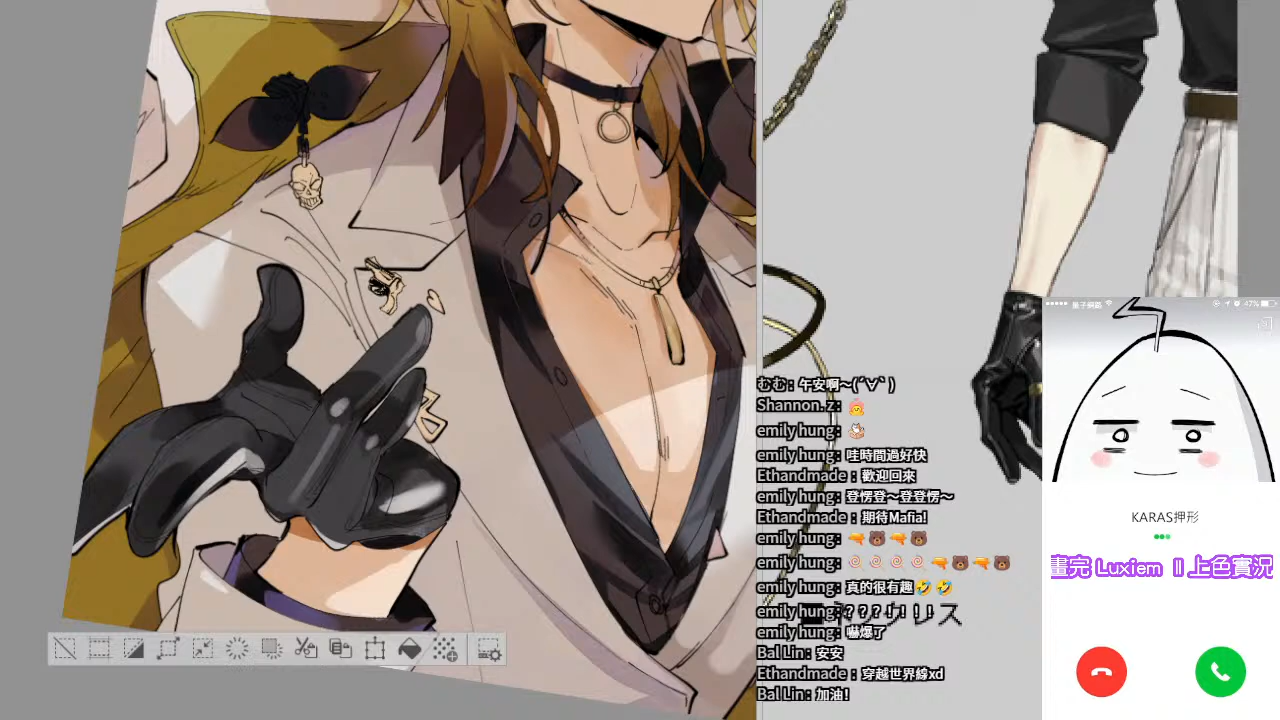 むむ: 午安啊～(´∀`)
Shannon.z:
emily hung:
emily hung: 哇時間過好快
Ethandmade: 歡迎回來
emily hung: 登愣登～登登愣～
Ethandmade: 期待Mafia!
emily hung:
emily hung:
emily hung: 真的很有趣🤣🤣
emily hung:
emily hung: 嚇爆了
Bal Lin: 安安
Ethandmade: 穿越世界線xd
Bal Lin: 加油!
47%
KARAS押形
畫完 Luxiem II 上色實況